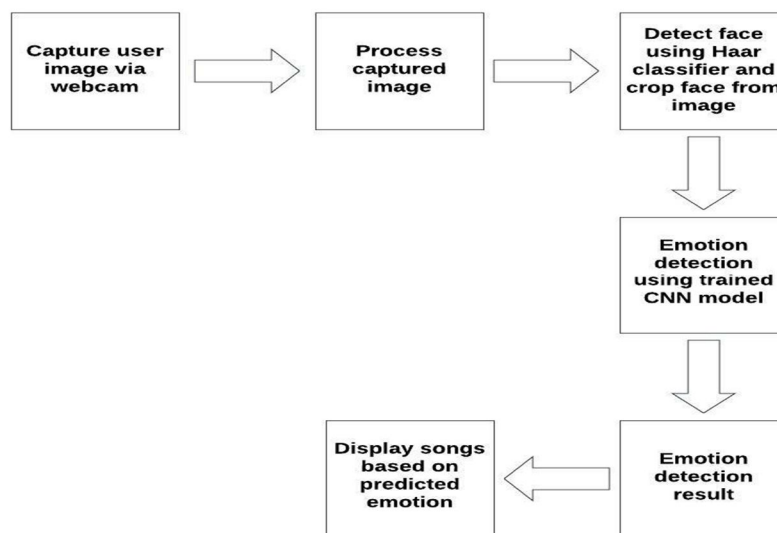 Capture user
image via
webcam
Process
captured
image
Detect face
using Haar
classifier and
crop face from
image
Emotion
detection
using trained
CNN model
Emotion
detection
result
Display songs
based on
predicted
emotion